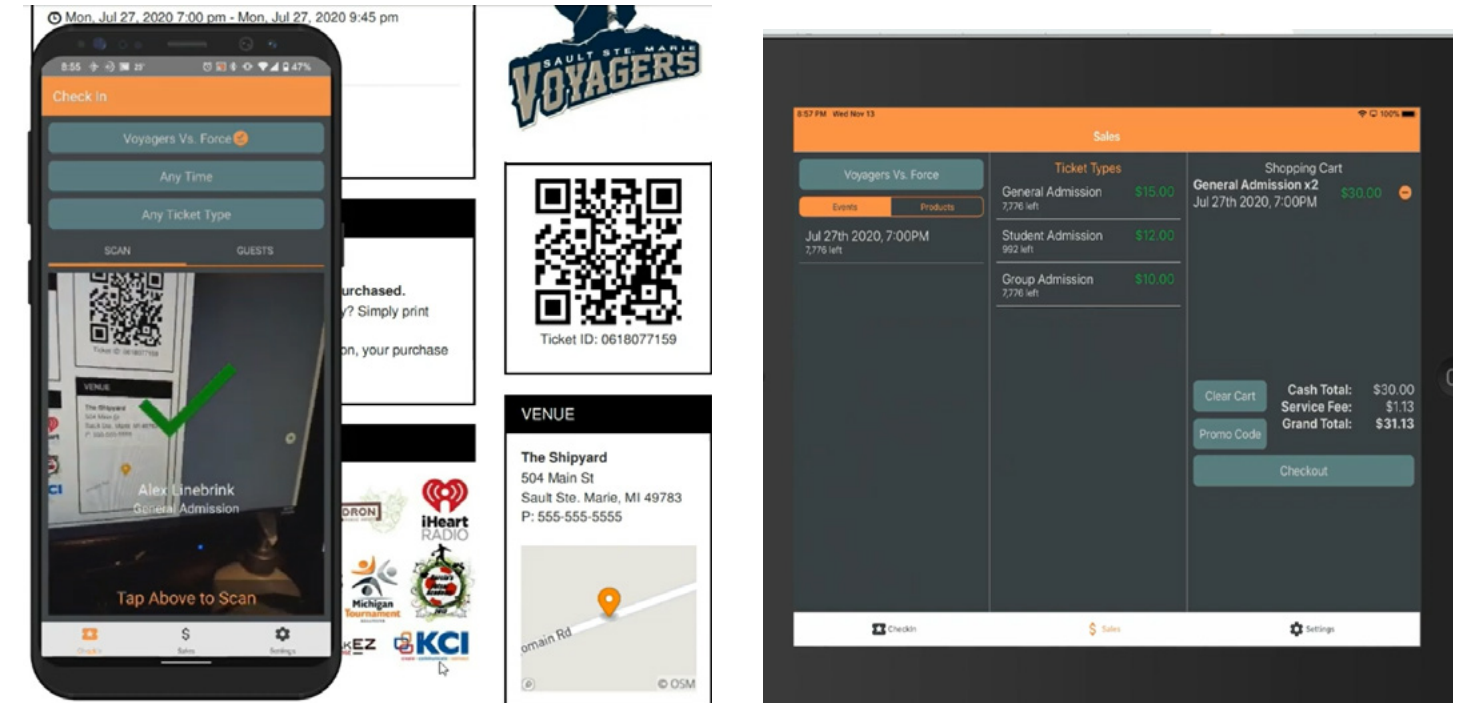 Mon, Jul 27, 2020 7:00 pm - Mon, Jul 27, 2020 9:45 pm
8:55
47%
Check In
Voyagers Vs. Force
Any Time
Any Ticket Type
SCAN
GUESTS
VENUE
The Shipyard
Alex Linebrink
General Admission
Tap Above to Scan
Sales
Settings
urchased.
y? Simply print
on, your purchase
DRON
iHeart
RADIO
Michigan
Tournament
EZ
KCI
SAULT STE. MARIE
VOYAGERS
Ticket ID: 0618077159
VENUE
The Shipyard
504 Main St
Sault Ste. Marie, MI 49783
P: 555-555-5555
omain Rd
© OSM
8:57 PM Wed Nov 13
100%
Sales
Voyagers Vs. Force
Events
Products
Jul 27th 2020, 7:00PM
7,776 left
Ticket Types
General Admission $15.00
7,776 left
Student Admission $12.00
992 left
Group Admission $10.00
7,776 left
Shopping Cart
General Admission x2 $30.00
Jul 27th 2020, 7:00PM
Clear Cart
Promo Code
Cash Total: $30.00
Service Fee: $1.13
Grand Total: $31.13
Checkout
CheckIn
Sales
Settings